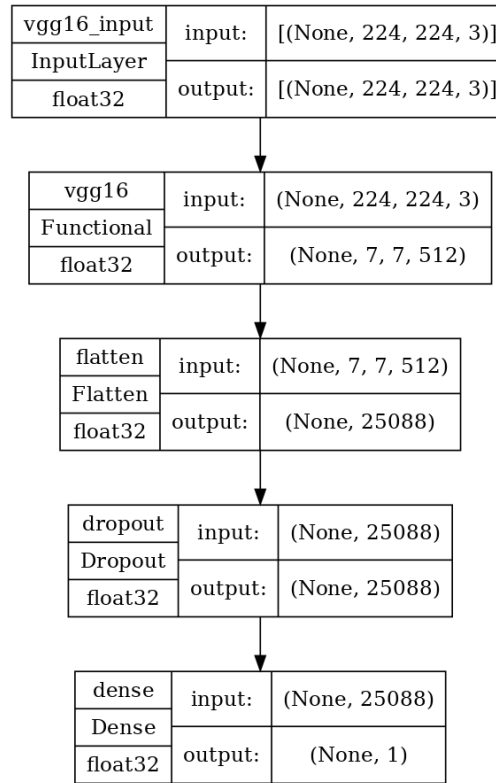 vgg16_input
InputLayer
float32
input:
[(None, 224, 224, 3)]
output:
[(None, 224, 224, 3)]
vgg16
Functional
float32
input:
(None, 224, 224, 3)
output:
(None, 7, 7, 512)
flatten
Flatten
float32
input:
(None, 7, 7, 512)
output:
(None, 25088)
dropout
Dropout
float32
input:
(None, 25088)
output:
(None, 25088)
dense
Dense
float32
input:
(None, 25088)
output:
(None, 1)